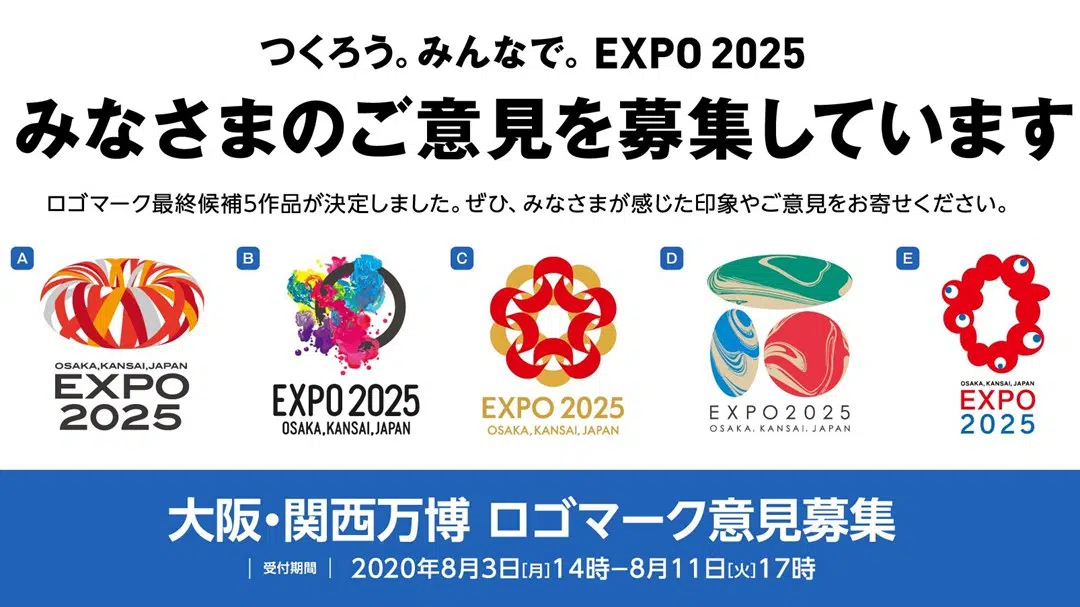 つくろう。みんなで。EXPO 2025
みなさまのご意見を募集しています
ロゴマーク最終候補5作品が決定しました。ぜひ、みなさまが感じた印象やご意見をお寄せください。
A
OSAKA,KANSAI,JAPAN
EXPO
2025
B
EXPO 2025
OSAKA,KANSAI,JAPAN
C
EXPO 2025
OSAKA, KANSAI, JAPAN
D
EXPO2025
OSAKA, KANSAI, JAPAN
E
OSAKA, KANSAI, JAPAN
EXPO
2025
大阪・関西万博 ロゴマーク意見募集
| 受付期間 | 2020年8月3日[月]14時−8月11日[火]17時